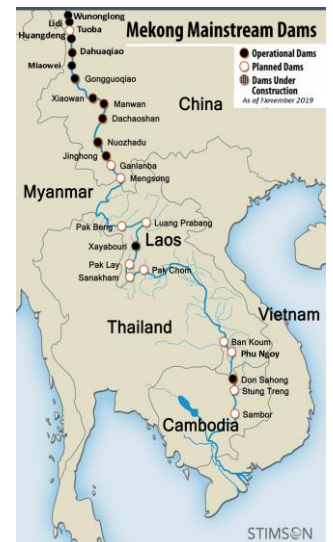 Mekong Mainstream Dams
Operational Dams
Planned Dams
Dams Under
Construction
As of November 2019
Wunonglong
Lidi
Tuoba
Huangdeng
Dahuaqiao
Miaowei
Gongguoqiao
Xiaowan
Manwan
China
Dachaoshan
Nuozhadu
Jinghong
Ganlanba
Mengsong
Myanmar
Pak Beng
Luang Prabang
Laos
Xayabouri
Pak Lay
Pak Chom
Sanakham
Vietnam
Thailand
Ban Koum
Phu Ngoy
Don Sahong
Stung Treng
Sambor
Cambodia
STIMSON